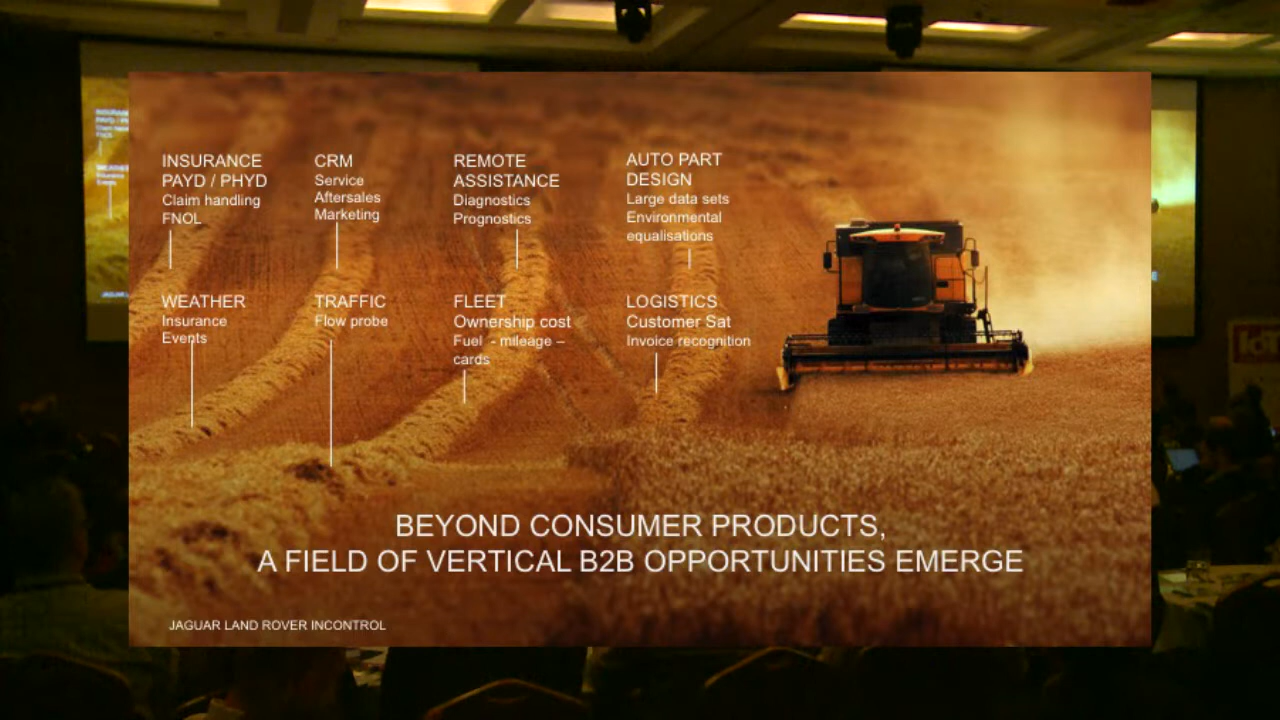 INSURANCE
PAYD / PHYD
Claim handling
FNOL
CRM
Service
Aftersales
Marketing
REMOTE
ASSISTANCE
Diagnostics
Prognostics
AUTO PART
DESIGN
Large data sets
Environmental
equalisations
WEATHER
Insurance
Events
TRAFFIC
Flow probe
FLEET
Ownership cost
Fuel - mileage –
cards
LOGISTICS
Customer Sat
Invoice recognition
BEYOND CONSUMER PRODUCTS,
A FIELD OF VERTICAL B2B OPPORTUNITIES EMERGE
JAGUAR LAND ROVER INCONTROL